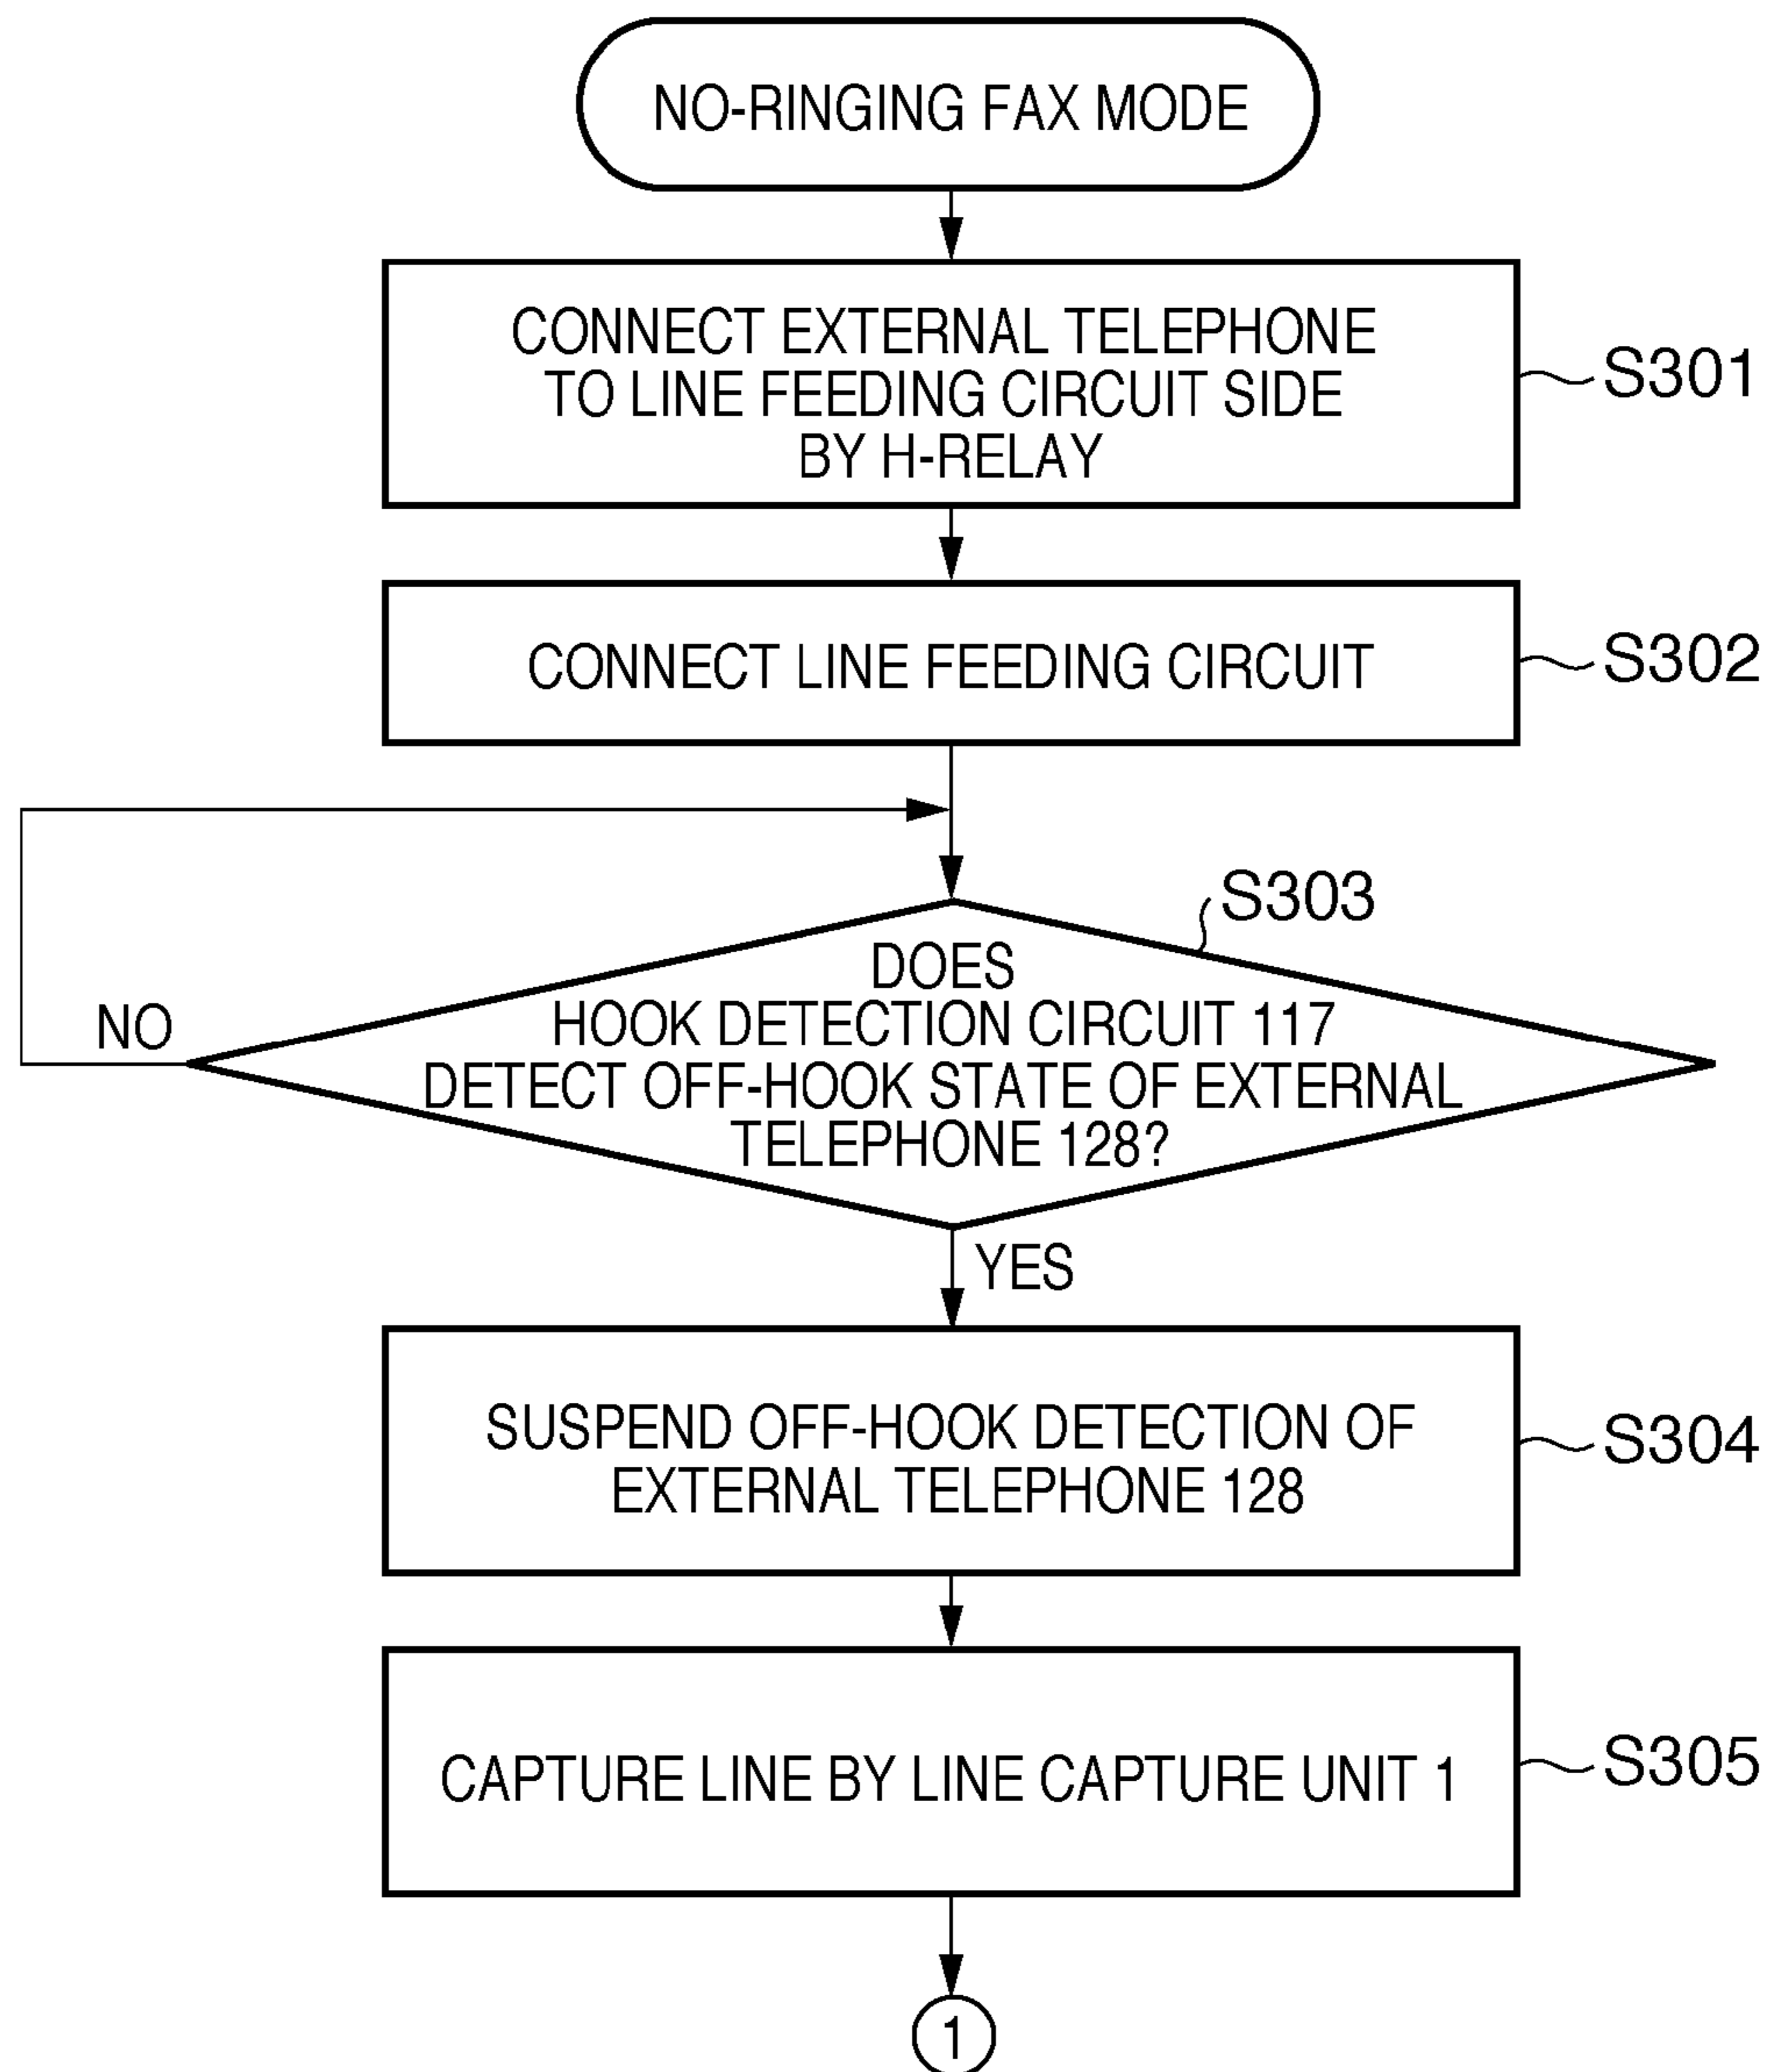 NO-RINGING FAX MODE
CONNECT EXTERNAL TELEPHONE
TO LINE FEEDING CIRCUIT SIDE
BY H-RELAY
S301
CONNECT LINE FEEDING CIRCUIT
S302
S303
DOES
HOOK DETECTION CIRCUIT 117
DETECT OFF-HOOK STATE OF EXTERNAL
TELEPHONE 128?
NO
YES
SUSPEND OFF-HOOK DETECTION OF
EXTERNAL TELEPHONE 128
S304
CAPTURE LINE BY LINE CAPTURE UNIT 1
S305
1